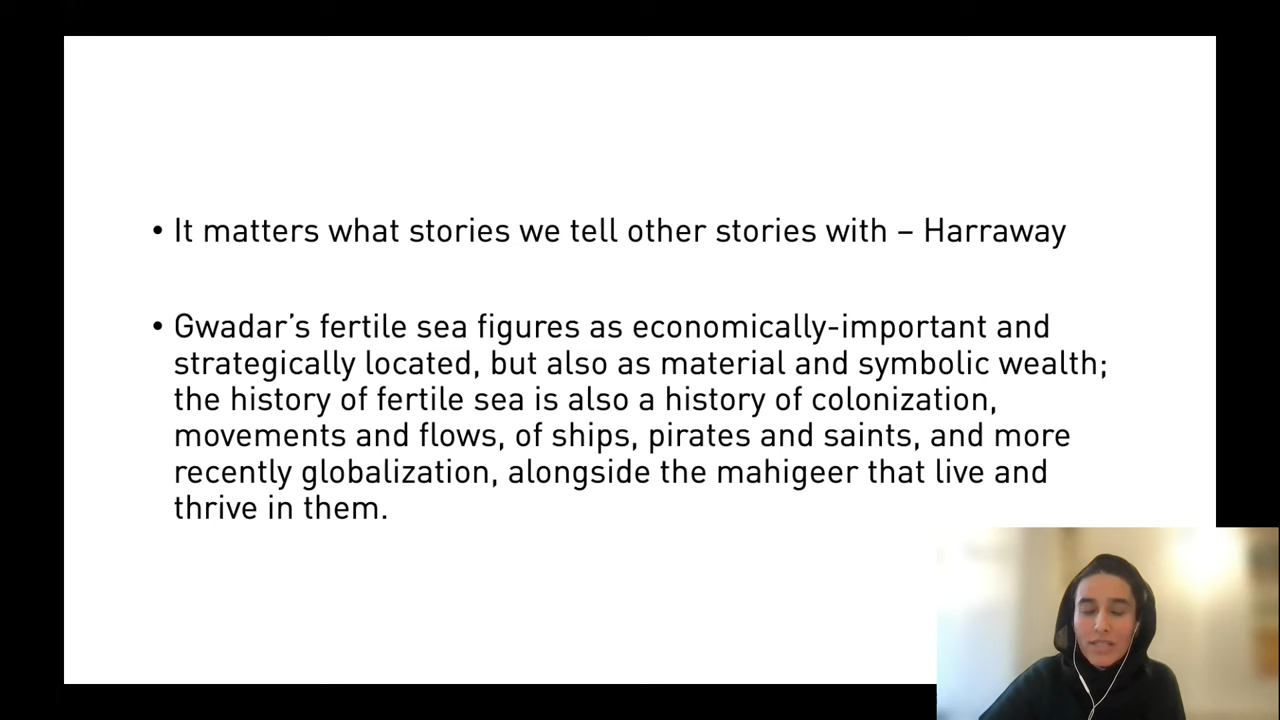 • It matters what stories we tell other stories with – Harraway
• Gwadar’s fertile sea figures as economically-important and
strategically located, but also as material and symbolic wealth;
the history of fertile sea is also a history of colonization,
movements and flows, of ships, pirates and saints, and more
recently globalization, alongside the mahigeer that live and
thrive in them.